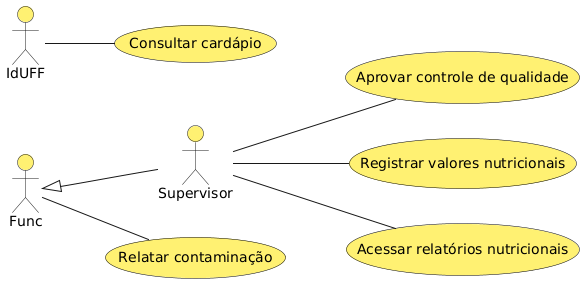 IdUFF
Consultar cardápio
Aprovar controle de qualidade
Registrar valores nutricionais
Supervisor
Func
Acessar relatórios nutricionais
Relatar contaminação